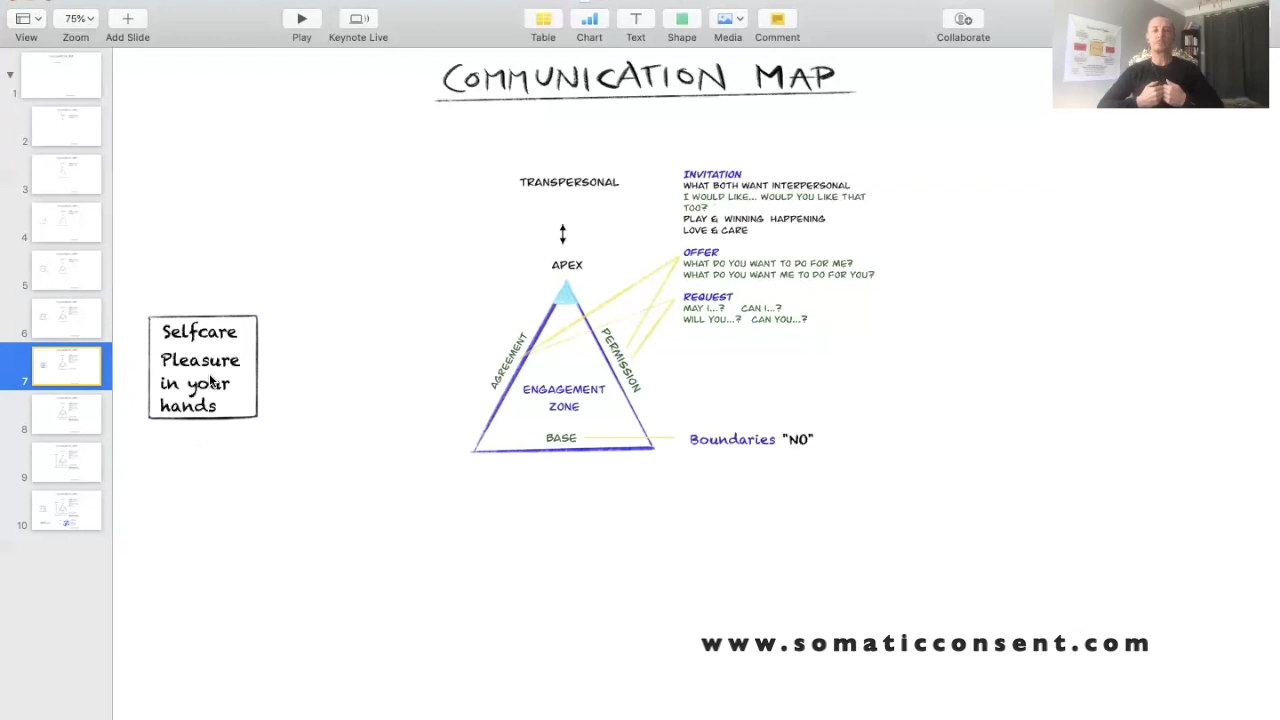 View
75%
Zoom
Add Slide
Play
Keynote Live
Table
Chart
Text
Shape
Media
Comment
Collaborate
1
2
3
4
5
6
7
8
9
10
COMMUNICATION MAP
TRANSPERSONAL
APEX
AGREEMENT
PERMISSION
ENGAGEMENT
ZONE
BASE
Boundaries "NO"
INVITATION
WHAT BOTH WANT INTERPERSONAL
I WOULD LIKE... WOULD YOU LIKE THAT
TOO?
PLAY & WINNING HAPPENING
LOVE & CARE
OFFER
WHAT DO YOU WANT TO DO FOR ME?
WHAT DO YOU WANT ME TO DO FOR YOU?
REQUEST
MAY I...? CAN I...?
WILL YOU...? CAN YOU...?
Selfcare
Pleasure
in your
hands
www.somaticconsent.com